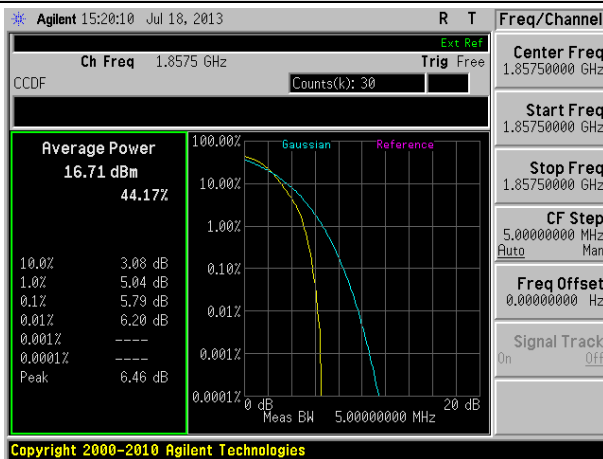 Agilent 15:20:10 Jul 18, 2013 R T
Freq/Channel
Ext Ref
Ch Freq 1.8575 GHz Trig Free
CCDF Counts(k): 30
Center Freq
1.85750000 GHz
Start Freq
1.85750000 GHz
Stop Freq
1.85750000 GHz
CF Step
5.00000000 MHz
Auto Man
Freq Offset
0.00000000 Hz
Signal Track
On Off
Average Power
16.71 dBm
44.17%
10.0% 3.08 dB
1.0% 5.04 dB
0.1% 5.79 dB
0.01% 6.20 dB
0.001% ----
0.0001% ----
Peak 6.46 dB
Gaussian Reference
100.00%
10.00%
1.00%
0.10%
0.01%
0.001%
0.0001%
0 dB 20 dB
Meas BW 5.00000000 MHz
Copyright 2000-2010 Agilent Technologies